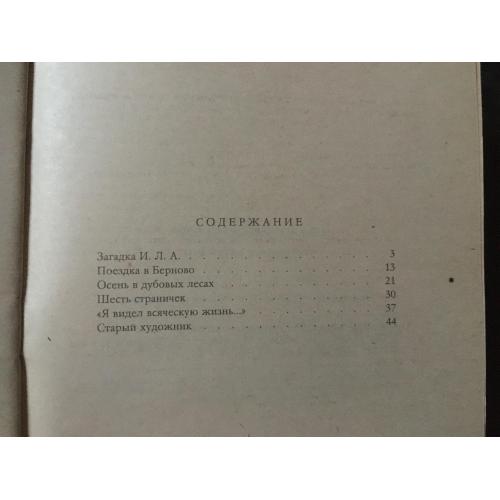 СОДЕРЖАНИЕ
Загадка И. Л. А. . . . . . . . . . . . 3
Поездка в Берново . . . . . . . . . . . 13
Осень в дубовых лесах . . . . . . . . . . 21
Шесть страничек . . . . . . . . . . . . 30
«Я видел всяческую жизнь...» . . . . . . . . 37
Старый художник . . . . . . . . . . . . 44